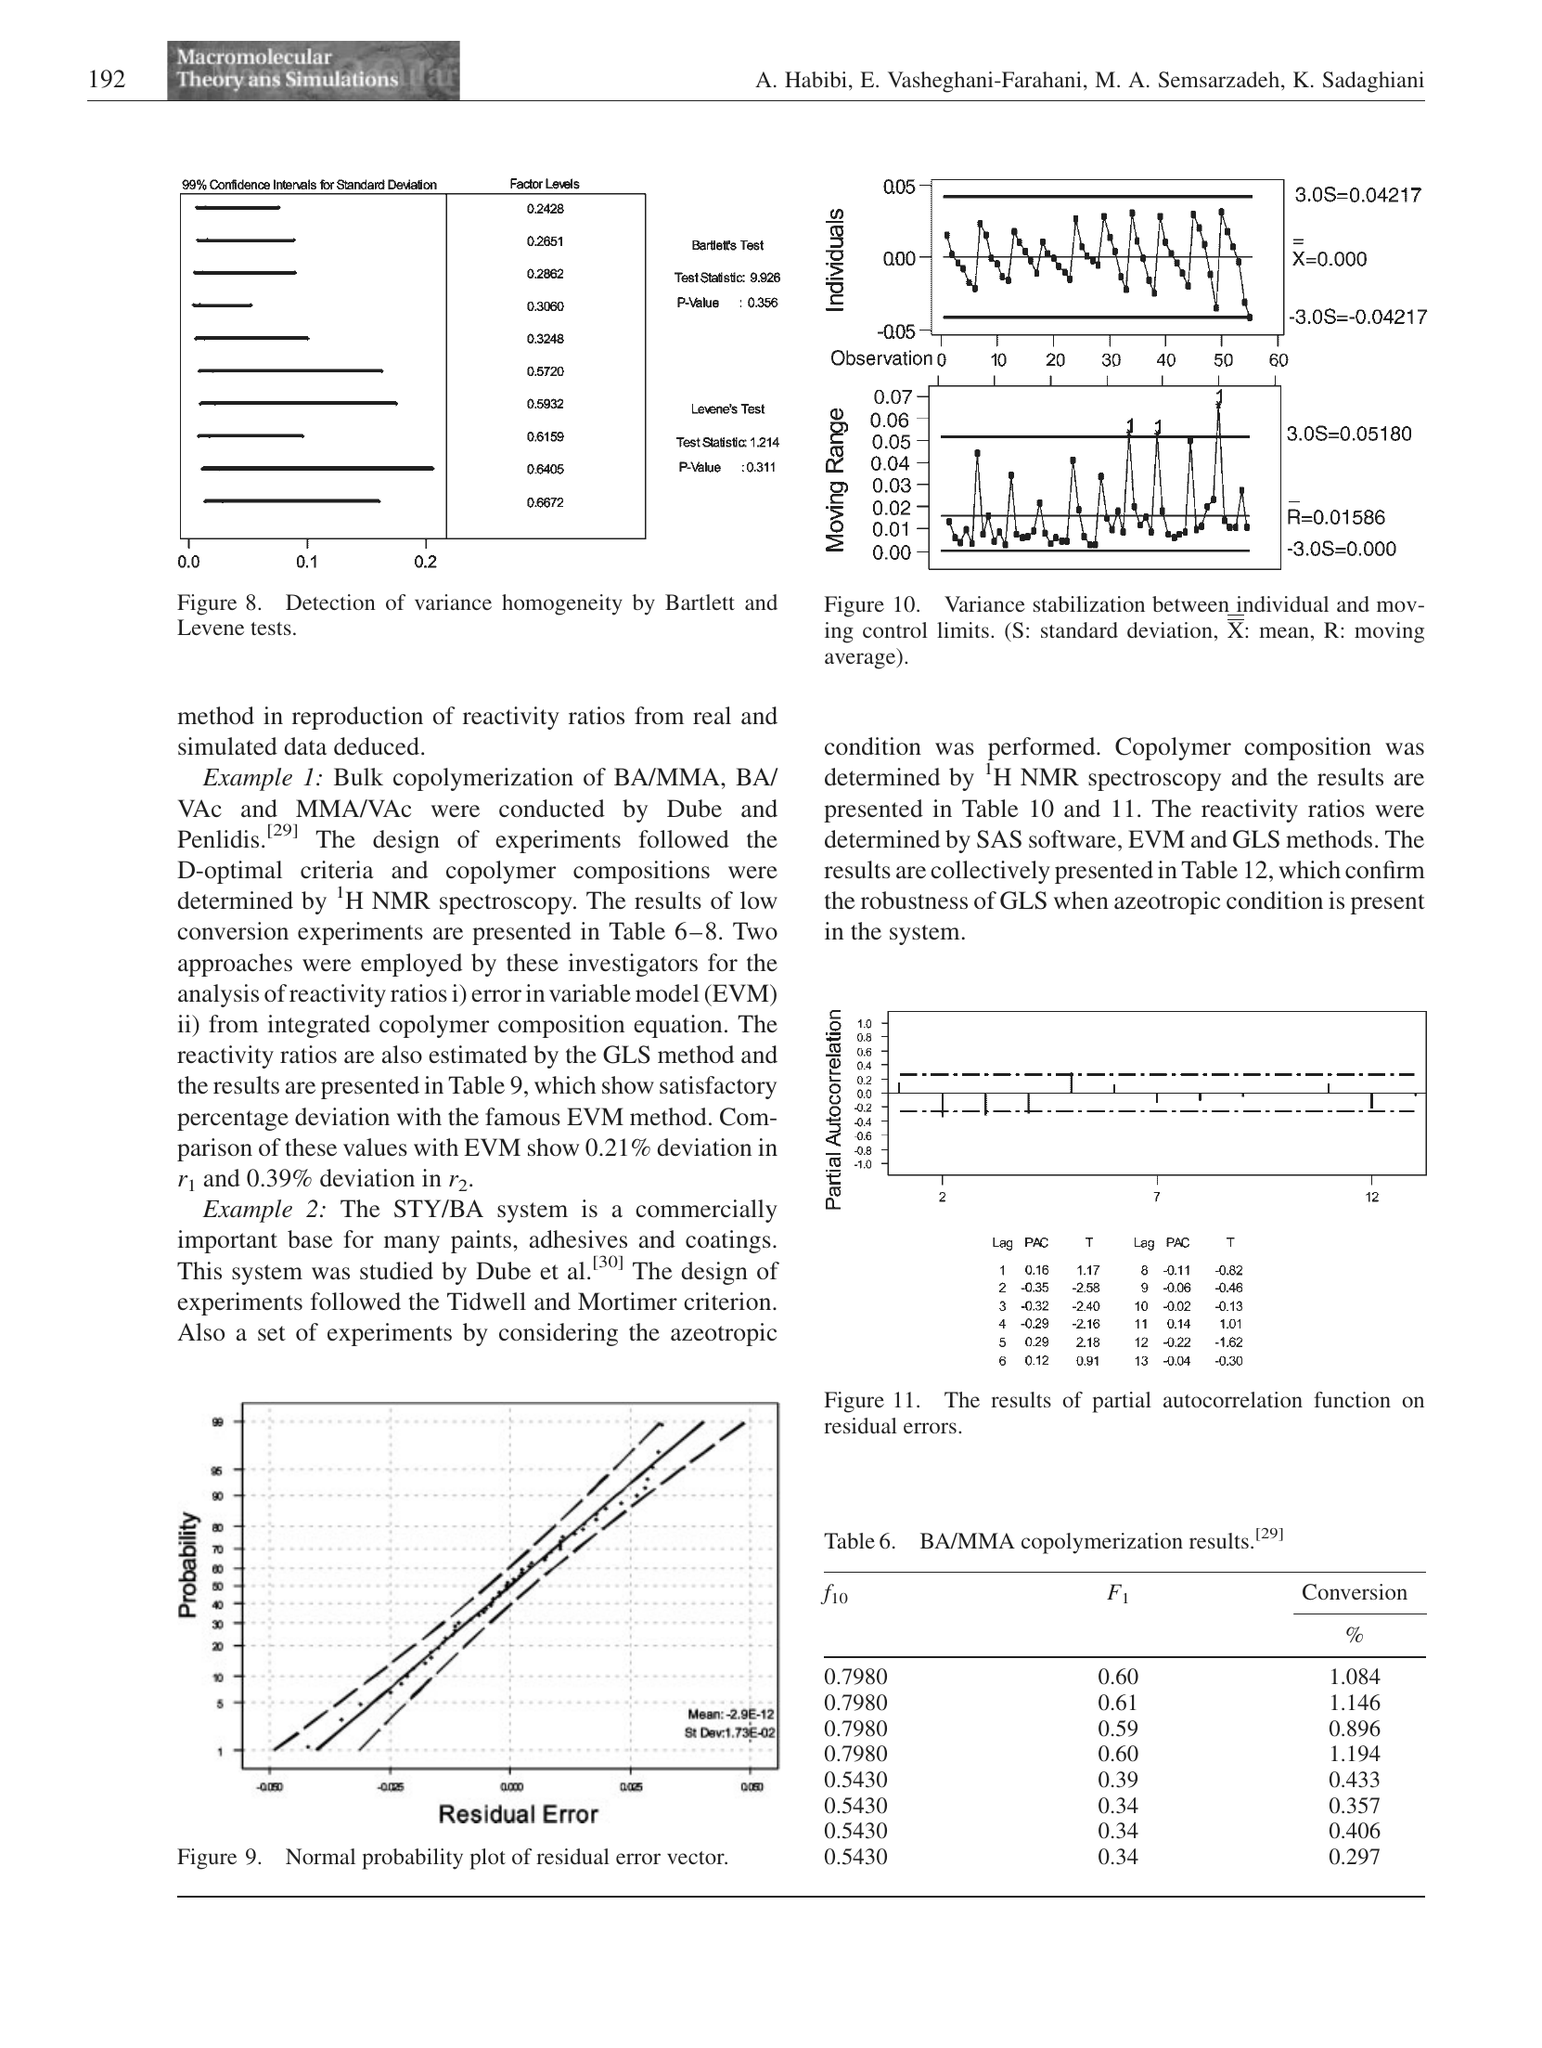 192
Macromolecular
Theory ans Simulations
A. Habibi, E. Vasheghani-Farahani, M. A. Semsarzadeh, K. Sadaghiani
99% Confidence Intervals for Standard Deviation
Factor Levels
0.2428
0.2651
0.2862
0.3060
0.3248
0.5720
0.5932
0.6159
0.6405
0.6672
Bartlett's Test
Test Statistic: 9.926
P-Value : 0.356
Levene's Test
Test Statistic: 1.214
P-Value : 0.311
0.0 0.1 0.2
Figure 8. Detection of variance homogeneity by Bartlett and
Levene tests.
method in reproduction of reactivity ratios from real and
simulated data deduced.
Example 1: Bulk copolymerization of BA/MMA, BA/
VAc and MMA/VAc were conducted by Dube and
Penlidis.[29] The design of experiments followed the
D-optimal criteria and copolymer compositions were
determined by 1H NMR spectroscopy. The results of low
conversion experiments are presented in Table 6–8. Two
approaches were employed by these investigators for the
analysis of reactivity ratios i) error in variable model (EVM)
ii) from integrated copolymer composition equation. The
reactivity ratios are also estimated by the GLS method and
the results are presented in Table 9, which show satisfactory
percentage deviation with the famous EVM method. Com-
parison of these values with EVM show 0.21% deviation in
r1 and 0.39% deviation in r2.
Example 2: The STY/BA system is a commercially
important base for many paints, adhesives and coatings.
This system was studied by Dube et al.[30] The design of
experiments followed the Tidwell and Mortimer criterion.
Also a set of experiments by considering the azeotropic
Probability
99
95
90
80
70
60
50
40
30
20
10
5
1
Mean: -2.9E-12
St Dev:1.73E-02
-0.050 -0.025 0.000 0.025 0.050
Residual Error
Figure 9. Normal probability plot of residual error vector.
Individuals
0.05
0.00
-0.05
3.0S=0.04217
X=0.000
-3.0S=-0.04217
Observation 0 10 20 30 40 50 60
Moving Range
0.07
0.06
0.05
0.04
0.03
0.02
0.01
0.00
1 1 1
3.0S=0.05180
R=0.01586
-3.0S=0.000
Figure 10. Variance stabilization between individual and mov-
ing control limits. (S: standard deviation, X: mean, R: moving
average).
condition was performed. Copolymer composition was
determined by 1H NMR spectroscopy and the results are
presented in Table 10 and 11. The reactivity ratios were
determined by SAS software, EVM and GLS methods. The
results are collectively presented in Table 12, which confirm
the robustness of GLS when azeotropic condition is present
in the system.
Partial Autocorrelation
1.0
0.8
0.6
0.4
0.2
0.0
-0.2
-0.4
-0.6
-0.8
-1.0
2 7 12
Lag PAC T Lag PAC T
1 0.16 1.17 8 -0.11 -0.82
2 -0.35 -2.58 9 -0.06 -0.46
3 -0.32 -2.40 10 -0.02 -0.13
4 -0.29 -2.16 11 0.14 1.01
5 0.29 2.18 12 -0.22 -1.62
6 0.12 0.91 13 -0.04 -0.30
Figure 11. The results of partial autocorrelation function on
residual errors.
Table 6. BA/MMA copolymerization results.[29]
f10 F1 Conversion
%
0.7980 0.60 1.084
0.7980 0.61 1.146
0.7980 0.59 0.896
0.7980 0.60 1.194
0.5430 0.39 0.433
0.5430 0.34 0.357
0.5430 0.34 0.406
0.5430 0.34 0.297